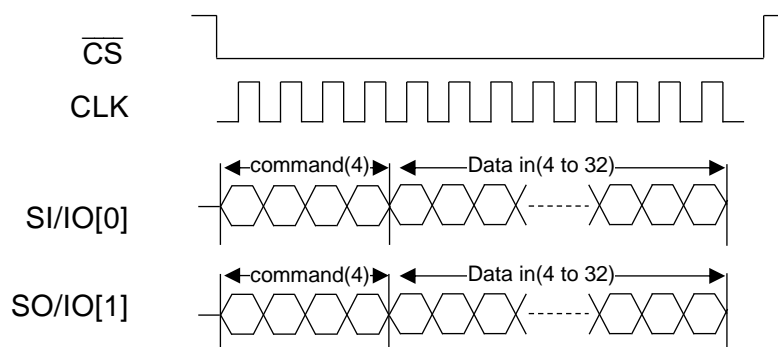 CS
CLK
command(4) Data in(4 to 32)
SI/IO[0]
command(4) Data in(4 to 32)
SO/IO[1]